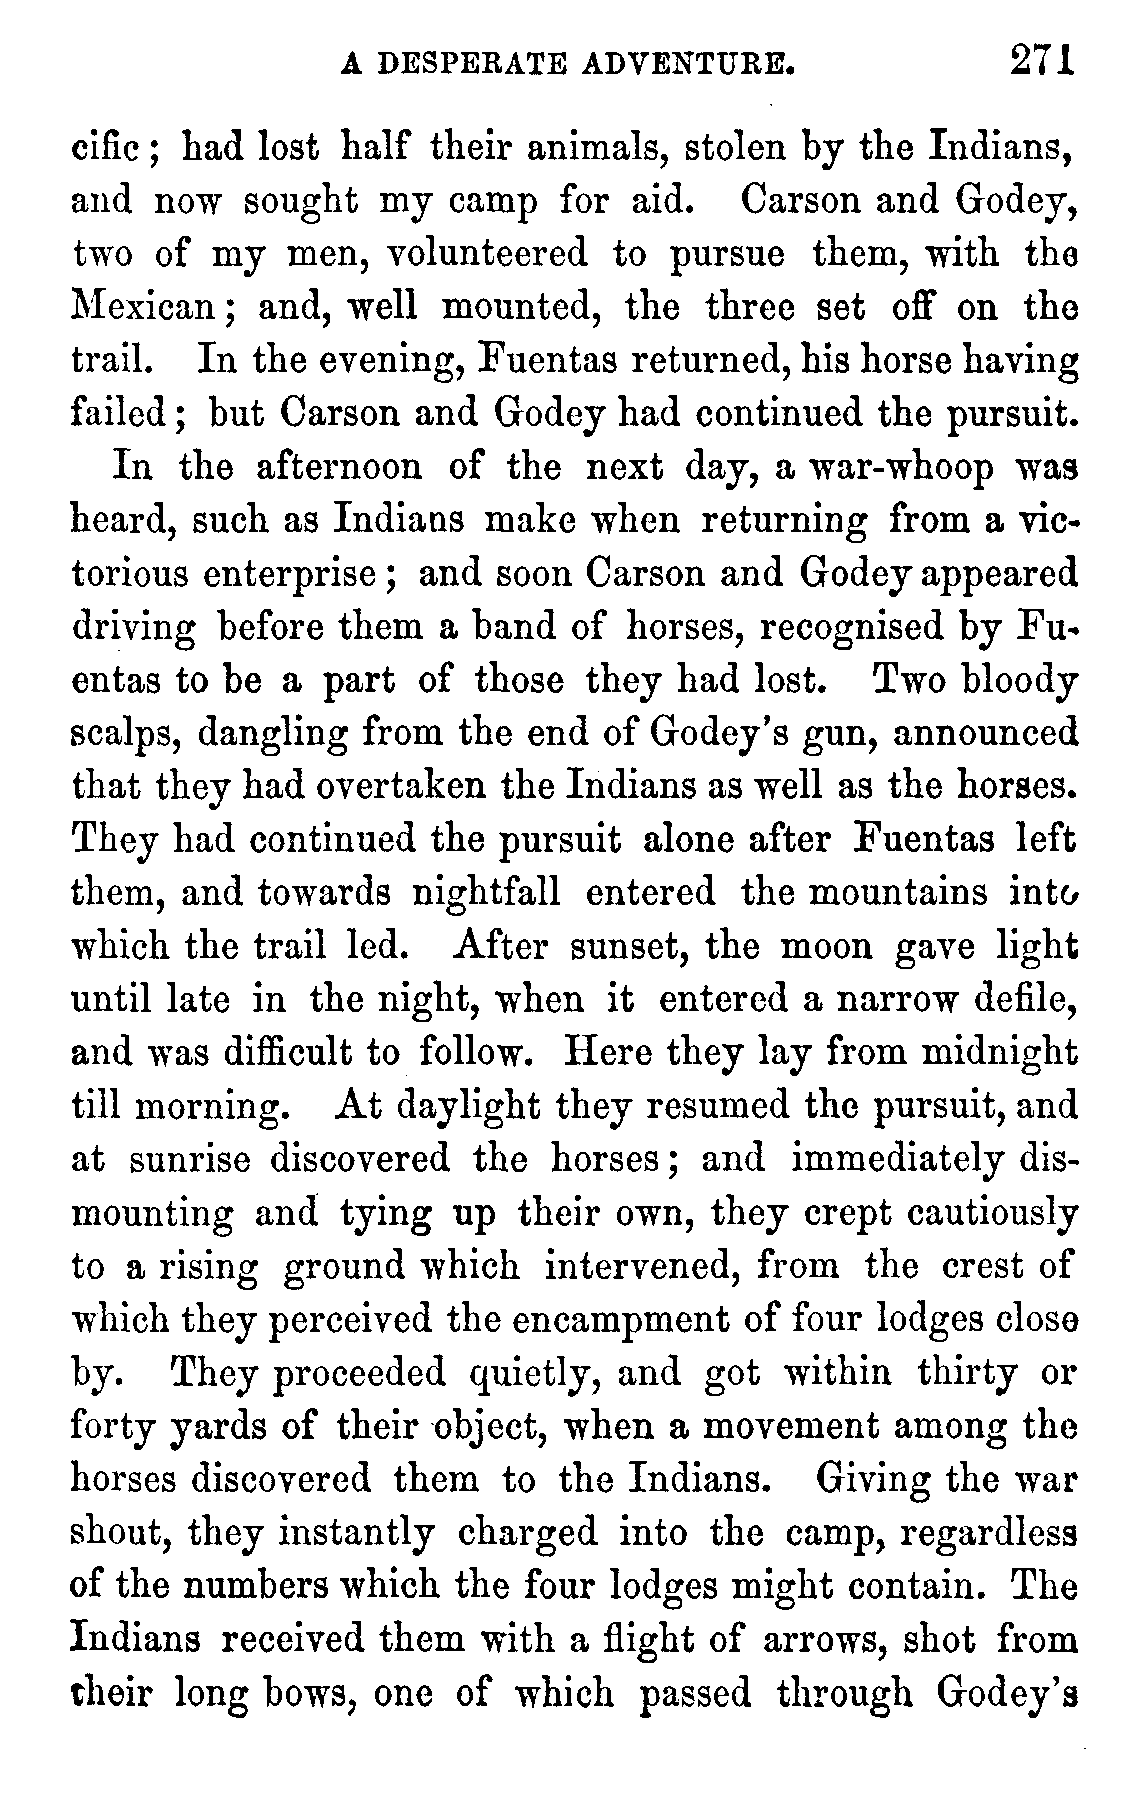 A DESPERATE ADVENTURE. 271
cific ; had lost half their animals, stolen by the Indians,
and now sought my camp for aid. Carson and Godey,
two of my men, volunteered to pursue them, with the
Mexican ; and, well mounted, the three set off on the
trail. In the evening, Fuentas returned, his horse having
failed ; but Carson and Godey had continued the pursuit.
In the afternoon of the next day, a war-whoop was
heard, such as Indians make when returning from a vic-
torious enterprise ; and soon Carson and Godey appeared
driving before them a band of horses, recognised by Fu-
entas to be a part of those they had lost. Two bloody
scalps, dangling from the end of Godey's gun, announced
that they had overtaken the Indians as well as the horses.
They had continued the pursuit alone after Fuentas left
them, and towards nightfall entered the mountains into
which the trail led. After sunset, the moon gave light
until late in the night, when it entered a narrow defile,
and was difficult to follow. Here they lay from midnight
till morning. At daylight they resumed the pursuit, and
at sunrise discovered the horses ; and immediately dis-
mounting and tying up their own, they crept cautiously
to a rising ground which intervened, from the crest of
which they perceived the encampment of four lodges close
by. They proceeded quietly, and got within thirty or
forty yards of their object, when a movement among the
horses discovered them to the Indians. Giving the war
shout, they instantly charged into the camp, regardless
of the numbers which the four lodges might contain. The
Indians received them with a flight of arrows, shot from
their long bows, one of which passed through Godey's